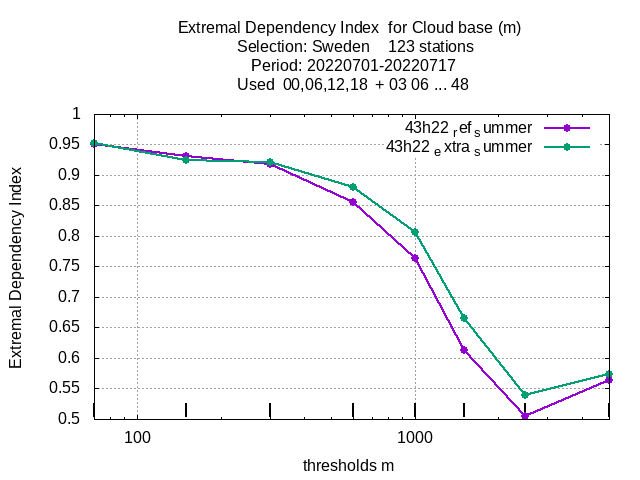 Extremal Dependency Index  for Cloud base (m)
Selection: Sweden    123 stations
Period: 20220701-20220717
Used  00,06,12,18  + 03 06 ... 48
43h22 ref summer
43h22 extra summer
1
0.95
0.9
0.85
0.8
0.75
0.7
0.65
0.6
0.55
0.5
Extremal Dependency Index
100
1000
thresholds m